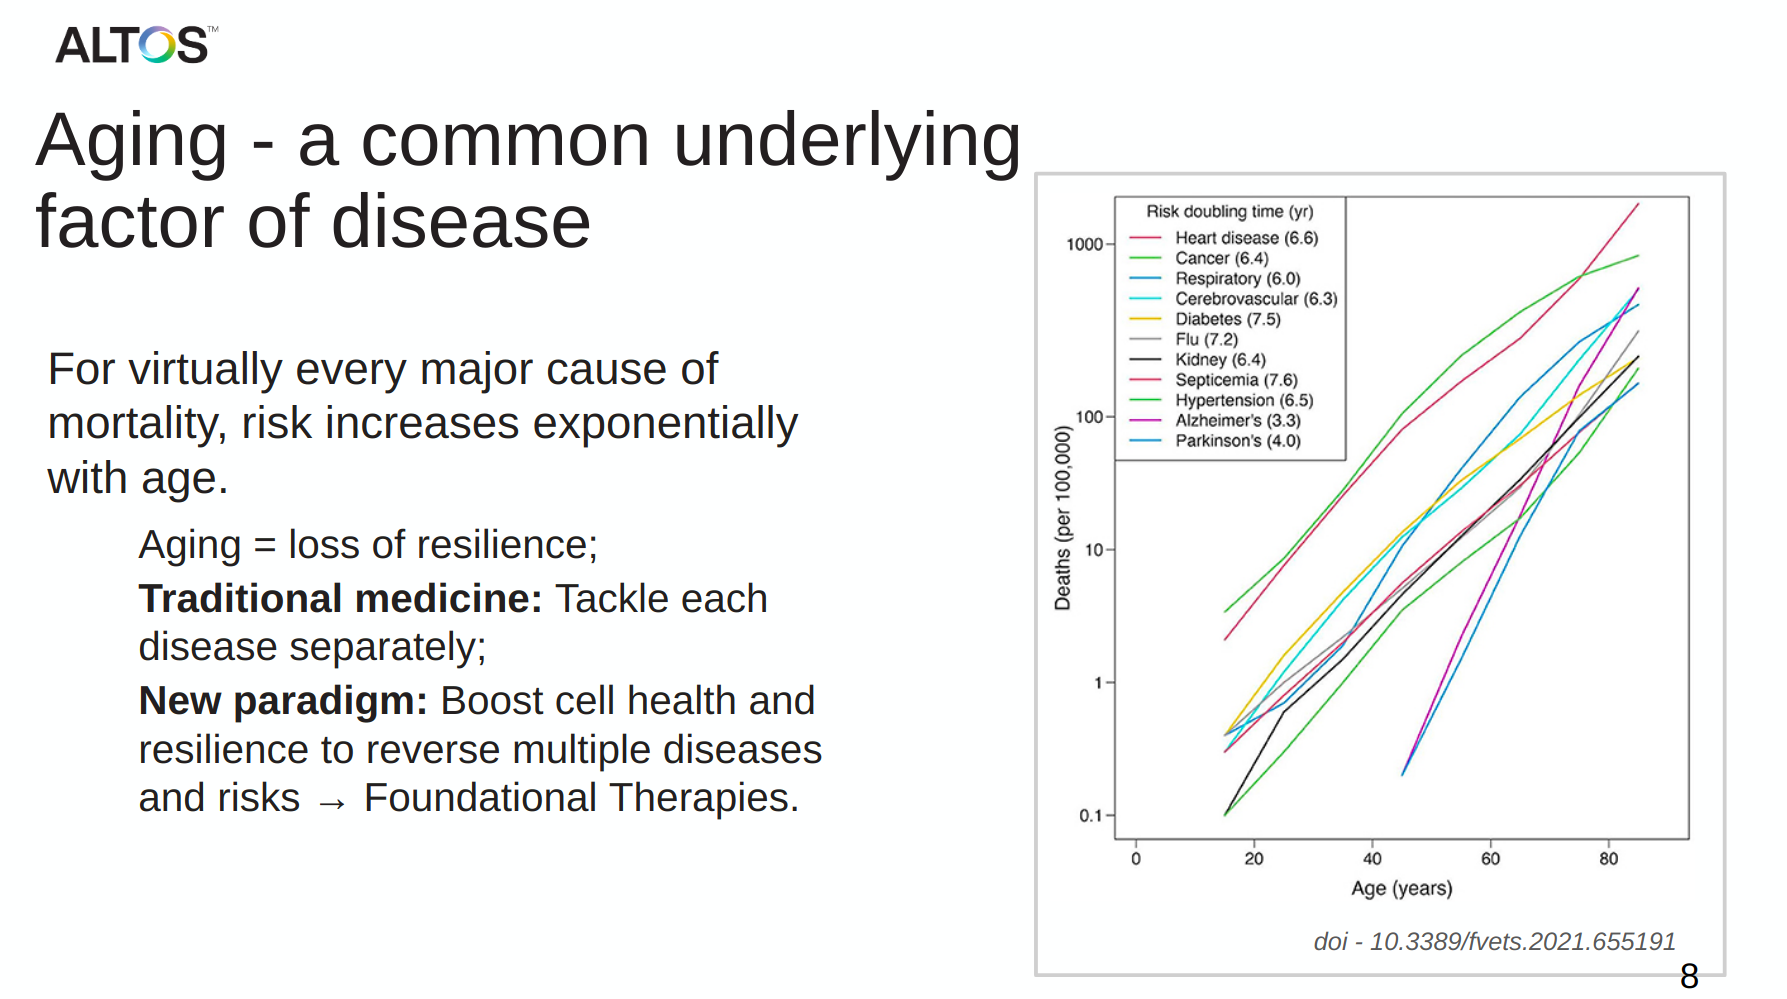 ALTOS™
Aging - a common underlying
factor of disease
For virtually every major cause of
mortality, risk increases exponentially
with age.
Aging = loss of resilience;
Traditional medicine: Tackle each
disease separately;
New paradigm: Boost cell health and
resilience to reverse multiple diseases
and risks → Foundational Therapies.
Risk doubling time (yr)
Heart disease (6.6)
Cancer (6.4)
Respiratory (6.0)
Cerebrovascular (6.3)
Diabetes (7.5)
Flu (7.2)
Kidney (6.4)
Septicemia (7.6)
Hypertension (6.5)
Alzheimer's (3.3)
Parkinson's (4.0)
Deaths (per 100,000)
1000
100
10
1
0.1
0 20 40 60 80
Age (years)
doi - 10.3389/fvets.2021.655191
8